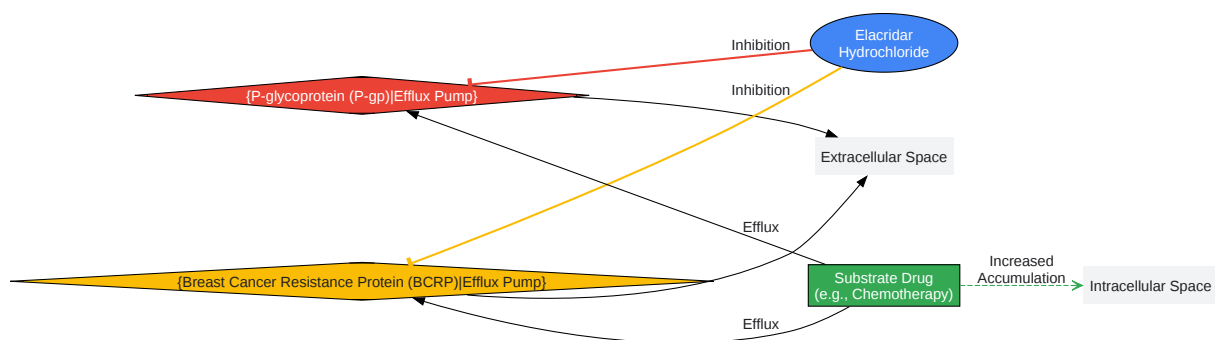 Elacridar
Hydrochloride
Inhibition
{P-glycoprotein (P-gp)|Efflux Pump}
Inhibition
Extracellular Space
Efflux
{Breast Cancer Resistance Protein (BCRP)|Efflux Pump}
Substrate Drug
(e.g., Chemotherapy)
Increased
Accumulation
Intracellular Space
Efflux